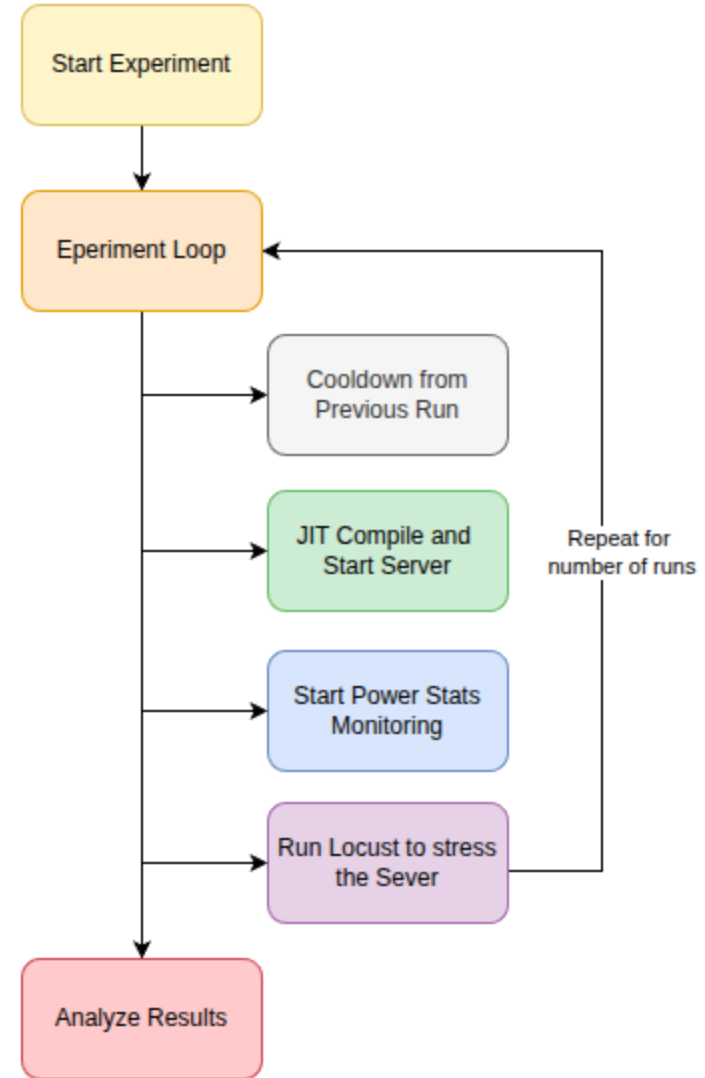 Start Experiment
Eperiment Loop
Cooldown from
Previous Run
JIT Compile and
Start Server
Repeat for
number of runs
Start Power Stats
Monitoring
Run Locust to stress
the Sever
Analyze Results